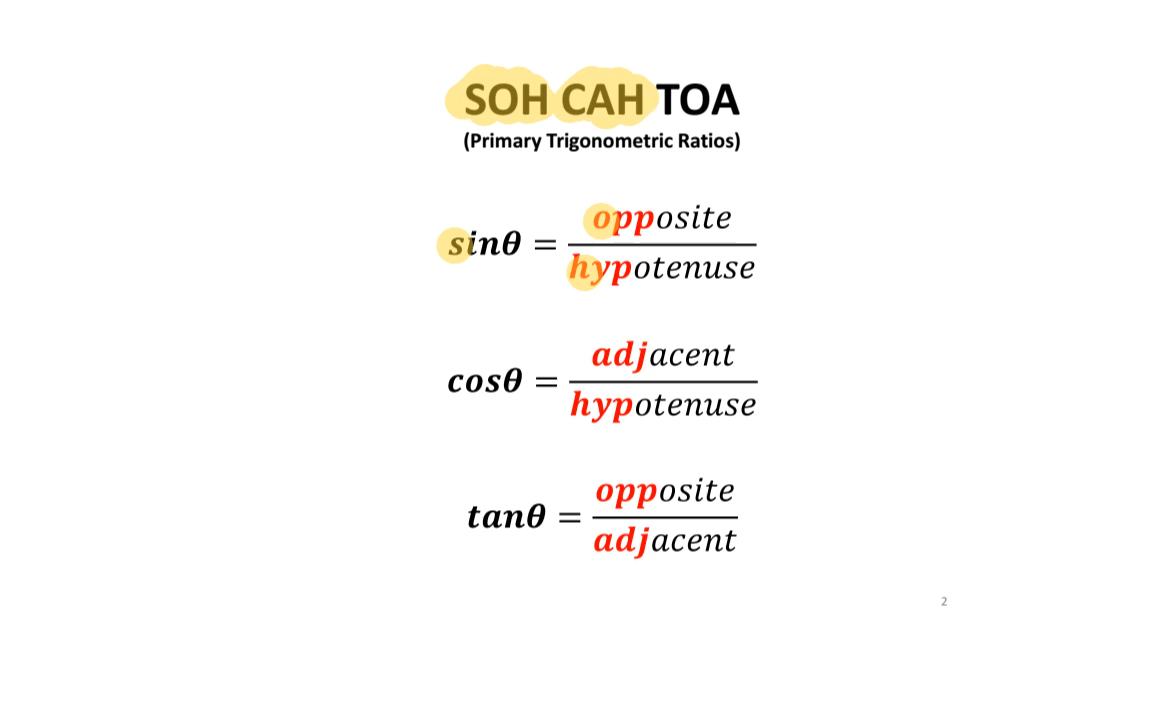 SOH CAH TOA
(Primary Trigonometric Ratios)
sinθ = opposite
hypotenuse
cosθ = adjacent
hypotenuse
tanθ = opposite
adjacent
2